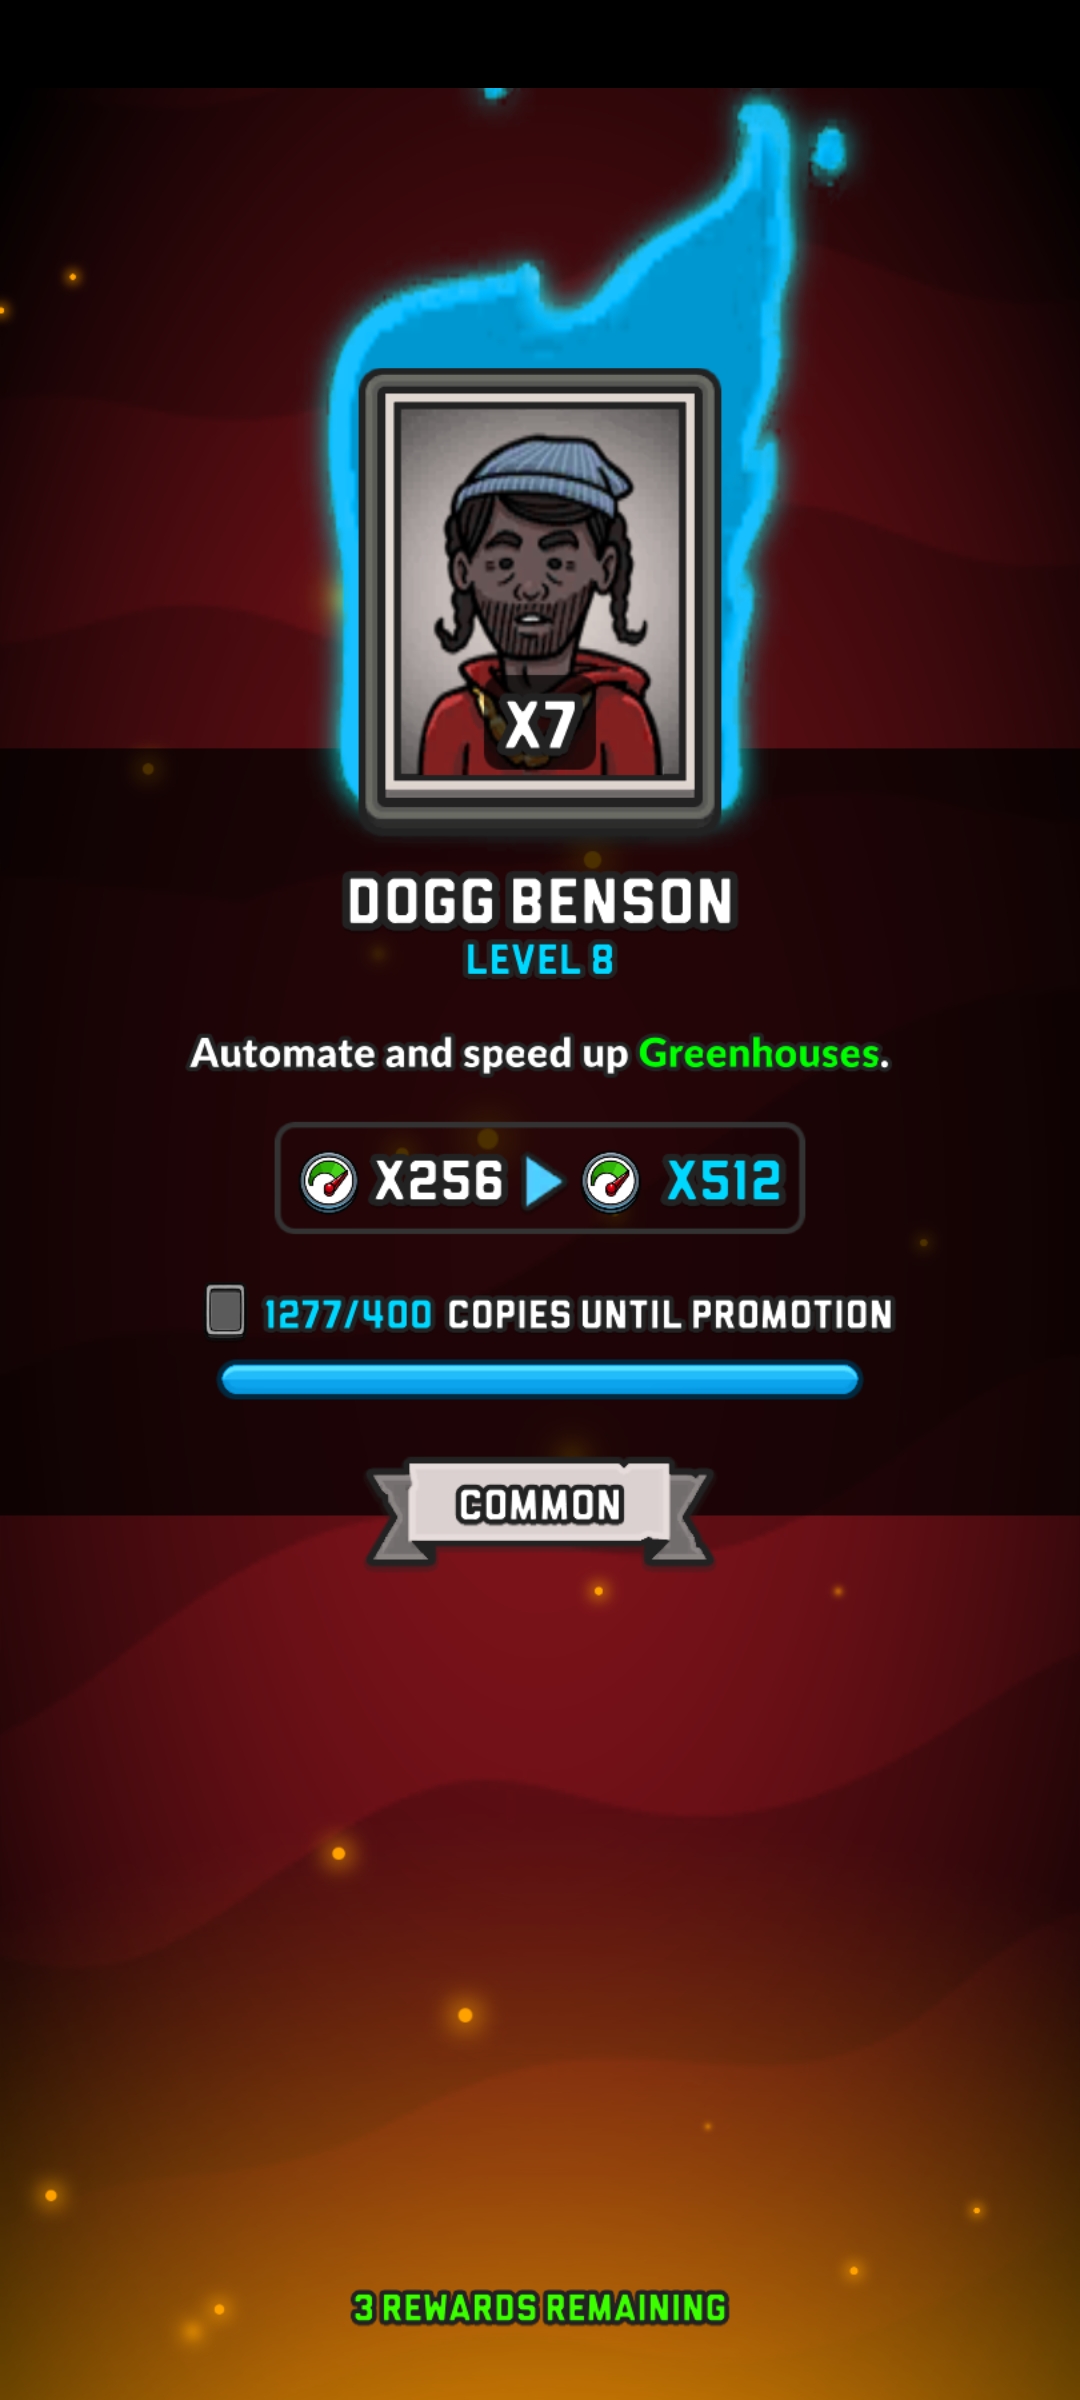 X7
DOGG BENSON
LEVEL 8
Automate and speed up Greenhouses.
X256 X512
1277/400 COPIES UNTIL PROMOTION
COMMON
3 REWARDS REMAINING